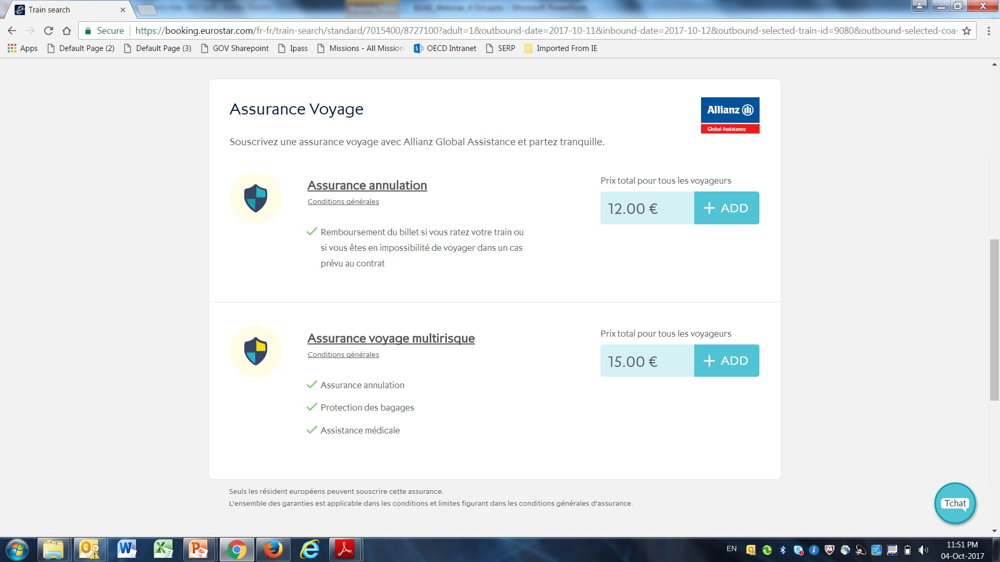 Train search
Secure
https://booking.eurostar.com/fr-fr/train-search/standard/7015400/8727100?adult=1&outbound-date=2017-10-11&inbound-date=2017-10-12&outbound-selected-train-id=9080&outbound-selected-coa-
Apps
Default Page (2)
Default Page (3)
GOV Sharepoint
Ipass
Missions - All Mission
OECD Intranet
SERP
Imported From IE
Assurance Voyage
Allianz
Global Assistance
Souscrivez une assurance voyage avec Allianz Global Assistance et partez tranquille.
Assurance annulation
Conditions générales
Remboursement du billet si vous ratez votre train ou
si vous êtes en impossibilité de voyager dans un cas
prévu au contrat
Prix total pour tous les voyageurs
12.00 €
+ ADD
Assurance voyage multirisque
Conditions générales
Assurance annulation
Protection des bagages
Assistance médicale
Prix total pour tous les voyageurs
15.00 €
+ ADD
Seuls les résident européens peuvent souscrire cette assurance.
L'ensemble des garanties est applicable dans les conditions et limites figurant dans les conditions générales d'assurance.
Tchat
EN
11:51 PM
04-Oct-2017